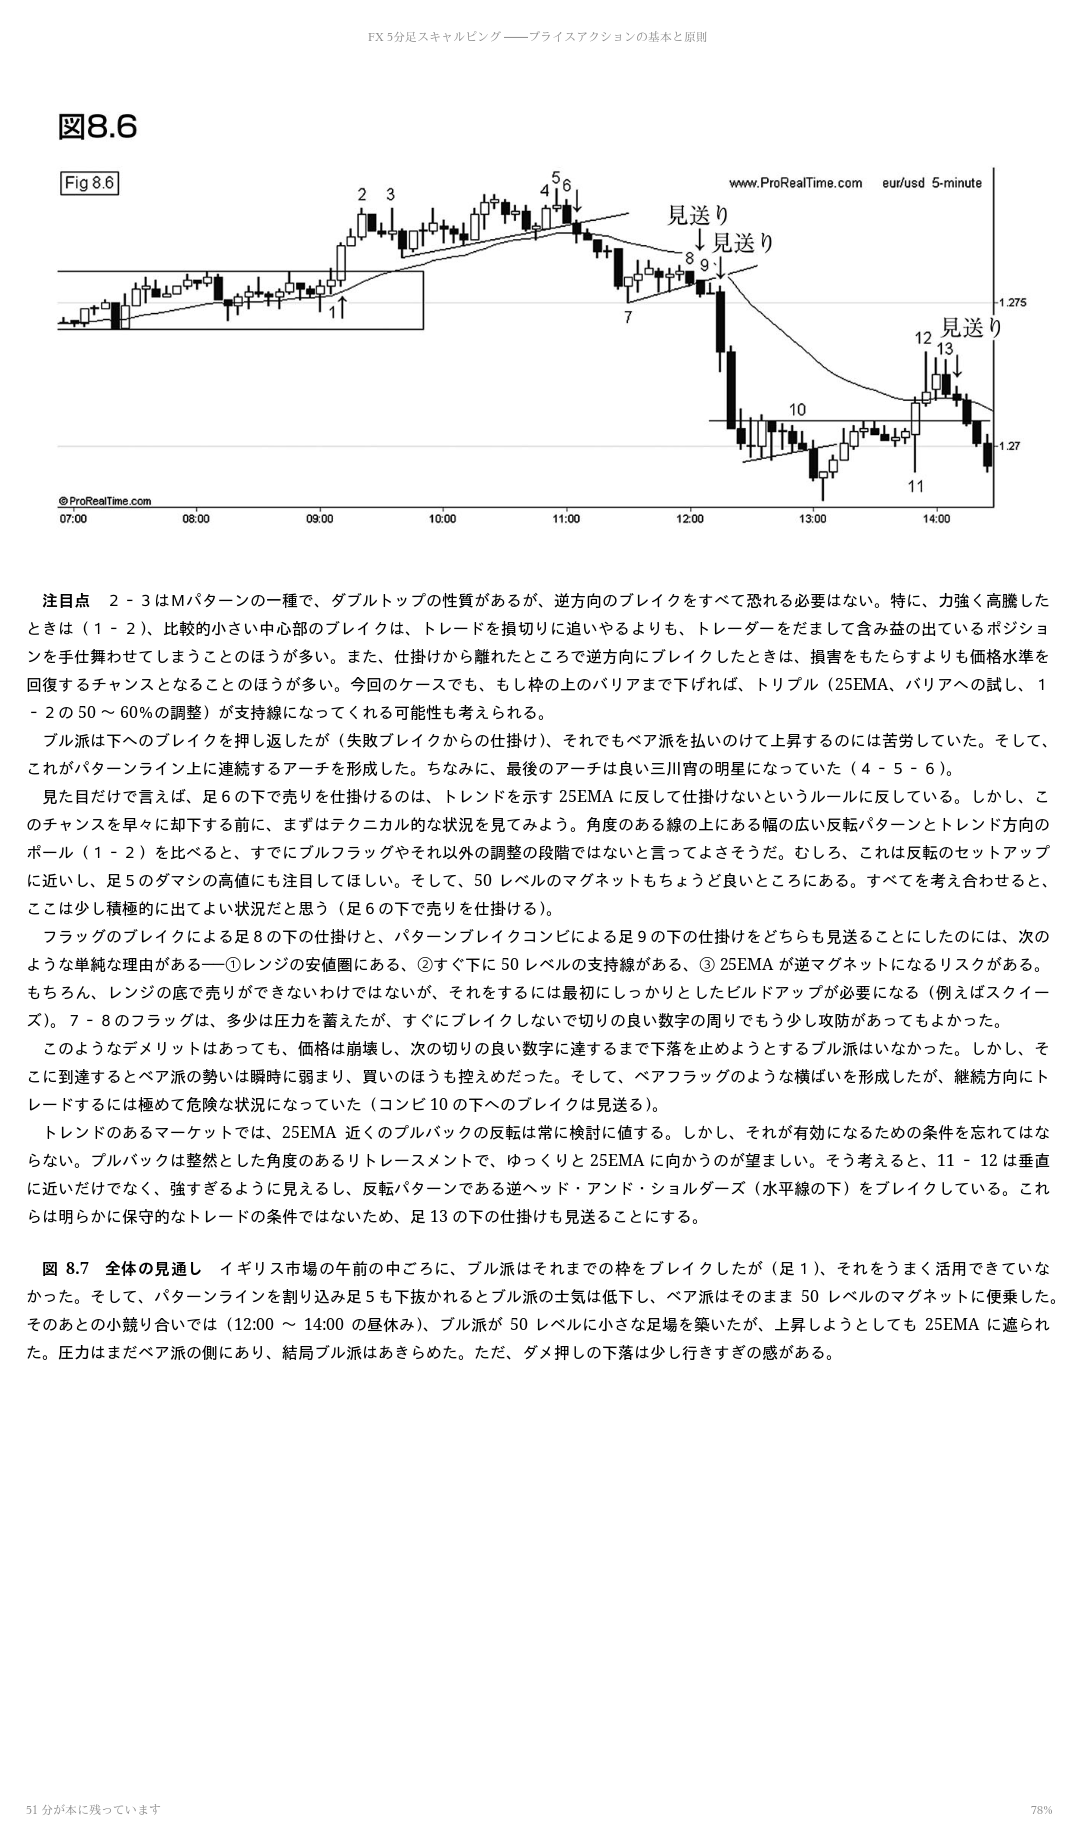 FX 5分足スキャルピング ――プライスアクションの基本と原則
図8.6
Fig 8.6
www.ProRealTime.com eur/usd 5-minute
2 3
4 5 6
見送り
見送り
8 9
1
7
1.275
見送り
12 13
10
1.27
11
©ProRealTime.com
07:00 08:00 09:00 10:00 11:00 12:00 13:00 14:00
注目点　２‐３はＭパターンの一種で、ダブルトップの性質があるが、逆方向のブレイクをすべて恐れる必要はない。特に、力強く高騰した
ときは（１‐２）、比較的小さい中心部のブレイクは、トレードを損切りに追いやるよりも、トレーダーをだまして含み益の出ているポジショ
ンを手仕舞わせてしまうことのほうが多い。また、仕掛けから離れたところで逆方向にブレイクしたときは、損害をもたらすよりも価格水準を
回復するチャンスとなることのほうが多い。今回のケースでも、もし枠の上のバリアまで下げれば、トリプル（25EMA、バリアへの試し、１
‐２の 50 ～ 60%の調整）が支持線になってくれる可能性も考えられる。
ブル派は下へのブレイクを押し返したが（失敗ブレイクからの仕掛け）、それでもベア派を払いのけて上昇するのには苦労していた。そして、
これがパターンライン上に連続するアーチを形成した。ちなみに、最後のアーチは良い三川宵の明星になっていた（４‐５‐６）。
見た目だけで言えば、足６の下で売りを仕掛けるのは、トレンドを示す 25EMA に反して仕掛けないというルールに反している。しかし、こ
のチャンスを早々に却下する前に、まずはテクニカル的な状況を見てみよう。角度のある線の上にある幅の広い反転パターンとトレンド方向の
ポール（１‐２）を比べると、すでにブルフラッグやそれ以外の調整の段階ではないと言ってよさそうだ。むしろ、これは反転のセットアップ
に近いし、足５のダマシの高値にも注目してほしい。そして、50 レベルのマグネットもちょうど良いところにある。すべてを考え合わせると、
ここは少し積極的に出てよい状況だと思う（足６の下で売りを仕掛ける）。
フラッグのブレイクによる足８の下の仕掛けと、パターンブレイクコンビによる足９の下の仕掛けをどちらも見送ることにしたのには、次の
ような単純な理由がある──①レンジの安値圏にある、②すぐ下に 50 レベルの支持線がある、③ 25EMA が逆マグネットになるリスクがある。
もちろん、レンジの底で売りができないわけではないが、それをするには最初にしっかりとしたビルドアップが必要になる（例えばスクイー
ズ）。７‐８のフラッグは、多少は圧力を蓄えたが、すぐにブレイクしないで切りの良い数字の周りでもう少し攻防があってもよかった。
このようなデメリットはあっても、価格は崩壊し、次の切りの良い数字に達するまで下落を止めようとするブル派はいなかった。しかし、そ
こに到達するとベア派の勢いは瞬時に弱まり、買いのほうも控えめだった。そして、ベアフラッグのような横ばいを形成したが、継続方向にト
レードするには極めて危険な状況になっていた（コンビ 10 の下へのブレイクは見送る）。
トレンドのあるマーケットでは、25EMA 近くのプルバックの反転は常に検討に値する。しかし、それが有効になるための条件を忘れてはな
らない。プルバックは整然とした角度のあるリトレースメントで、ゆっくりと 25EMA に向かうのが望ましい。そう考えると、11 ‐ 12 は垂直
に近いだけでなく、強すぎるように見えるし、反転パターンである逆ヘッド・アンド・ショルダーズ（水平線の下）をブレイクしている。これ
らは明らかに保守的なトレードの条件ではないため、足 13 の下の仕掛けも見送ることにする。
図 8.7　全体の見通し　イギリス市場の午前の中ごろに、ブル派はそれまでの枠をブレイクしたが（足１）、それをうまく活用できていな
かった。そして、パターンラインを割り込み足５も下抜かれるとブル派の士気は低下し、ベア派はそのまま 50 レベルのマグネットに便乗した。
そのあとの小競り合いでは（12:00 ～ 14:00 の昼休み）、ブル派が 50 レベルに小さな足場を築いたが、上昇しようとしても 25EMA に遮られ
た。圧力はまだベア派の側にあり、結局ブル派はあきらめた。ただ、ダメ押しの下落は少し行きすぎの感がある。
51 分が本に残っています
78%